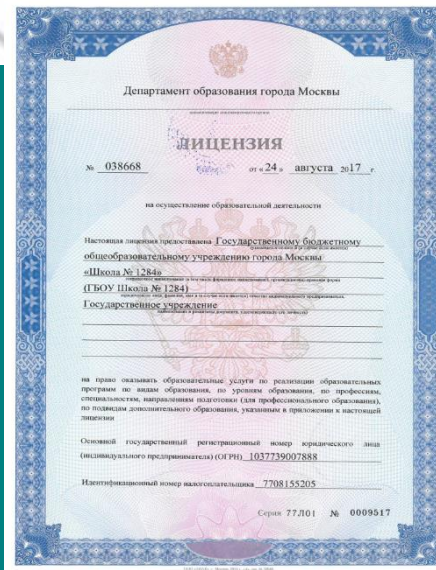 Департамент образования города Москвы
ЛИЦЕНЗИЯ
№ 038668 от «24» августа 2017 г.
на осуществление образовательной деятельности
Настоящая лицензия предоставлена Государственному бюджетному
общеобразовательному учреждению города Москвы
«Школа № 1284»
(ГБОУ Школа № 1284)
Государственное учреждение
на право оказывать образовательные услуги по реализации образовательных
программ по видам образования, по уровням образования, по профессиям,
специальностям, направлениям подготовки (для профессионального образования),
по подвидам дополнительного образования, указанным в приложении к настоящей
лицензии
Основной государственный регистрационный номер юридического лица
(индивидуального предпринимателя) (ОГРН) 1037739007888
Идентификационный номер налогоплательщика 7708155205
Серия 77Л01 № 0009517